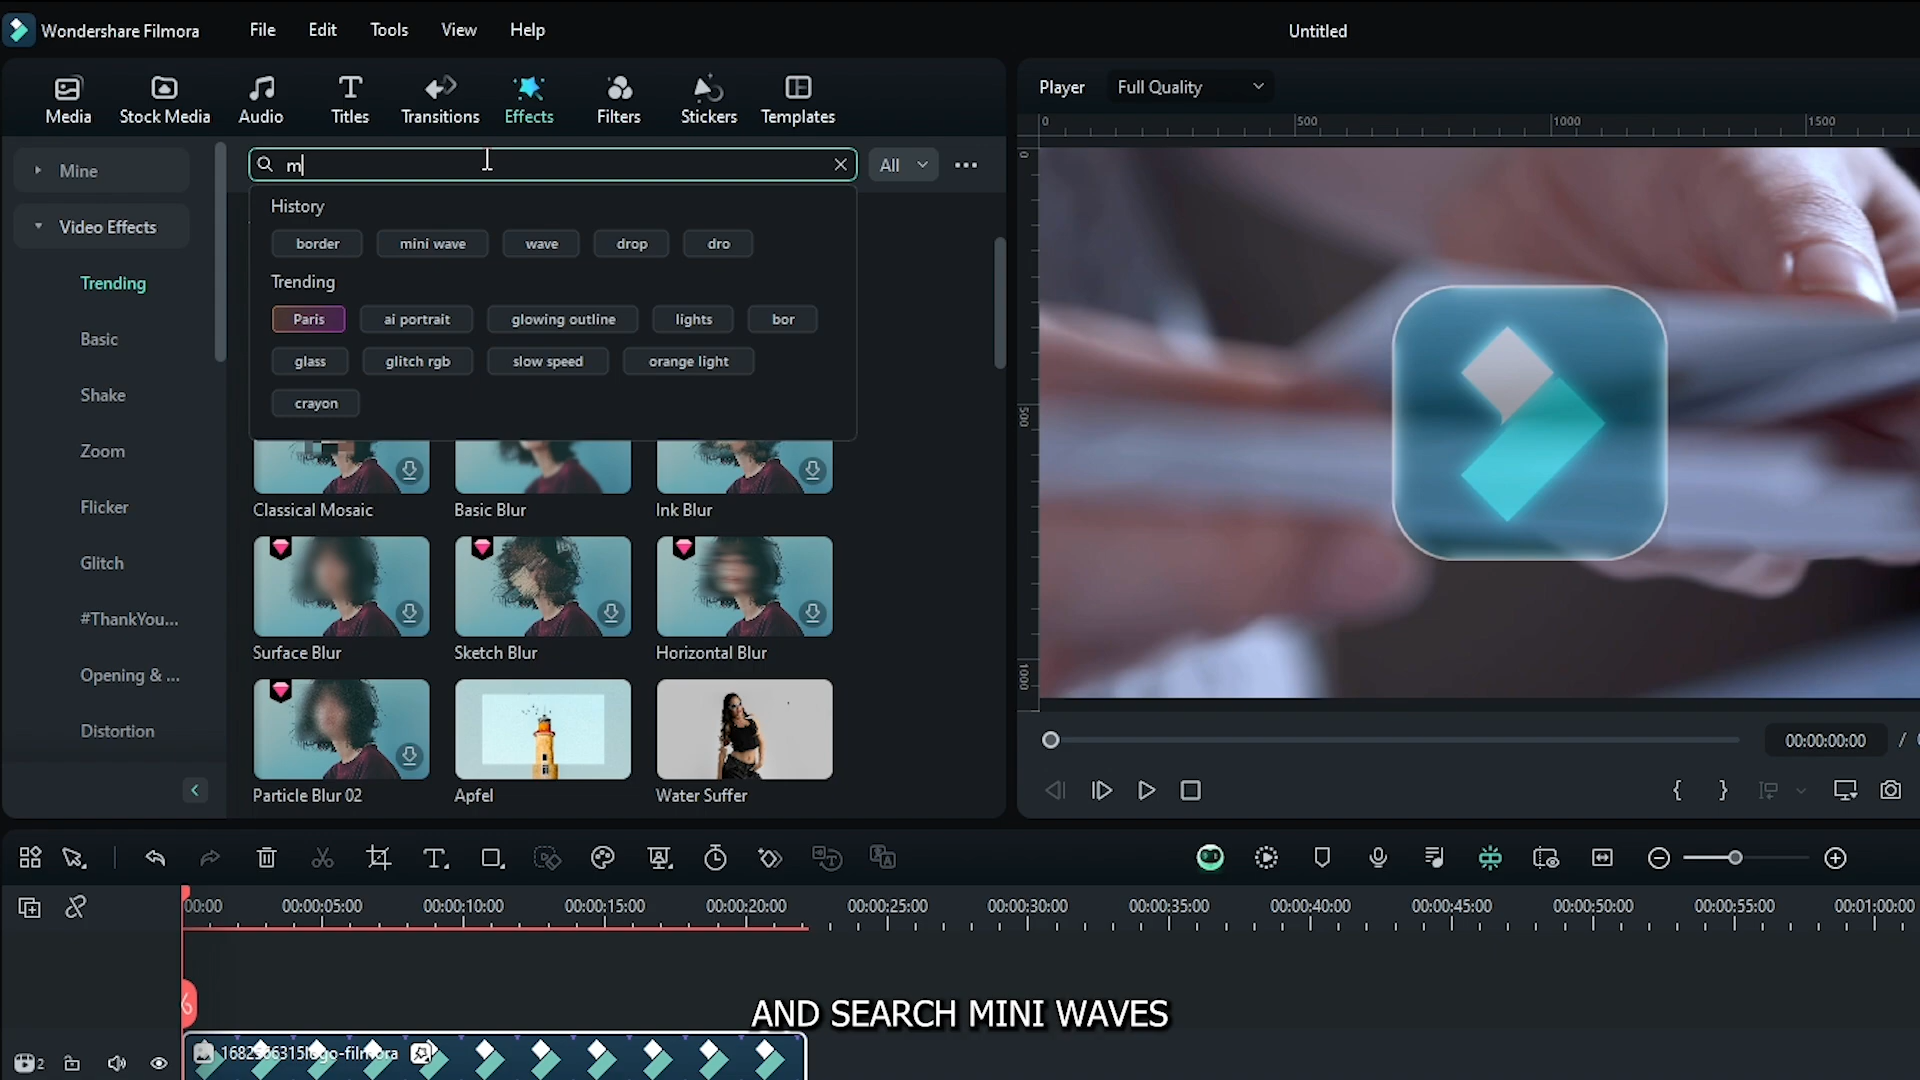 Wondershare Filmora File Edit Tools View Help Untitled
Media Stock Media Audio Titles Transitions Effects Filters Stickers Templates
Player Full Quality
0 500 1000 1500
m All
Mine
Video Effects
Trending
Basic
Shake
Zoom
Flicker
Glitch
#ThankYou...
Opening & ...
Distortion
History
border mini wave wave drop dro
Trending
Paris ai portrait glowing outline lights bor
glass glitch rgb slow speed orange light
crayon
Classical Mosaic Basic Blur Ink Blur
Surface Blur Sketch Blur Horizontal Blur
Particle Blur 02 Apfel Water Suffer
0
500
1000
00:00:00:00 /
00:00 00:00:05:00 00:00:10:00 00:00:15:00 00:00:20:00 00:00:25:00 00:00:30:00 00:00:35:00 00:00:40:00 00:00:45:00 00:00:50:00 00:00:55:00 00:01:00:00
AND SEARCH MINI WAVES
2